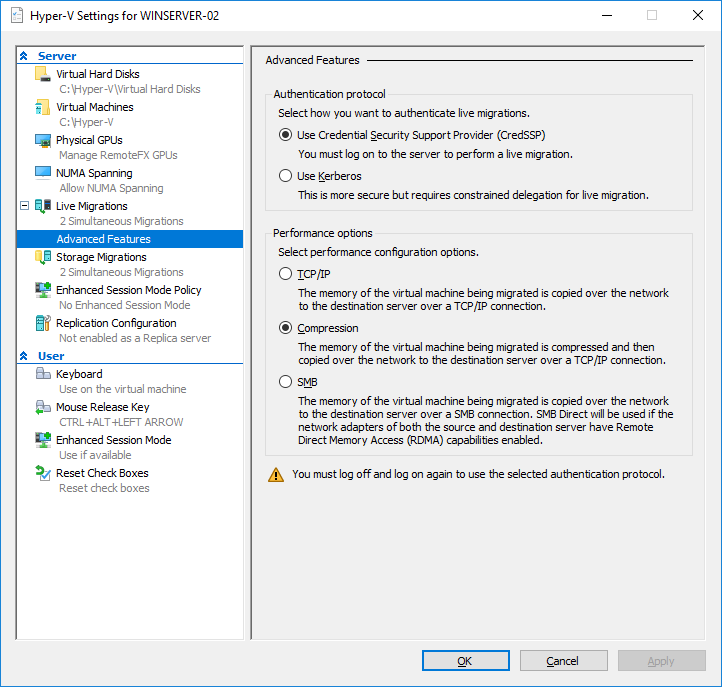 Hyper-V Settings for WINSERVER-02
Server
Virtual Hard Disks
C:\Hyper-V\Virtual Hard Disks
Virtual Machines
C:\Hyper-V
Physical GPUs
Manage RemoteFX GPUs
NUMA Spanning
Allow NUMA Spanning
Live Migrations
2 Simultaneous Migrations
Advanced Features
Storage Migrations
2 Simultaneous Migrations
Enhanced Session Mode Policy
No Enhanced Session Mode
Replication Configuration
Not enabled as a Replica server
User
Keyboard
Use on the virtual machine
Mouse Release Key
CTRL+ALT+LEFT ARROW
Enhanced Session Mode
Use if available
Reset Check Boxes
Reset check boxes
Advanced Features
Authentication protocol
Select how you want to authenticate live migrations.
Use Credential Security Support Provider (CredSSP)
You must log on to the server to perform a live migration.
Use Kerberos
This is more secure but requires constrained delegation for live migration.
Performance options
Select performance configuration options.
TCP/IP
The memory of the virtual machine being migrated is copied over the network
to the destination server over a TCP/IP connection.
Compression
The memory of the virtual machine being migrated is compressed and then
copied over the network to the destination server over a TCP/IP connection.
SMB
The memory of the virtual machine being migrated is copied over the network
to the destination server over a SMB connection. SMB Direct will be used if the
network adapters of both the source and destination server have Remote
Direct Memory Access (RDMA) capabilities enabled.
You must log off and log on again to use the selected authentication protocol.
OK
Cancel
Apply